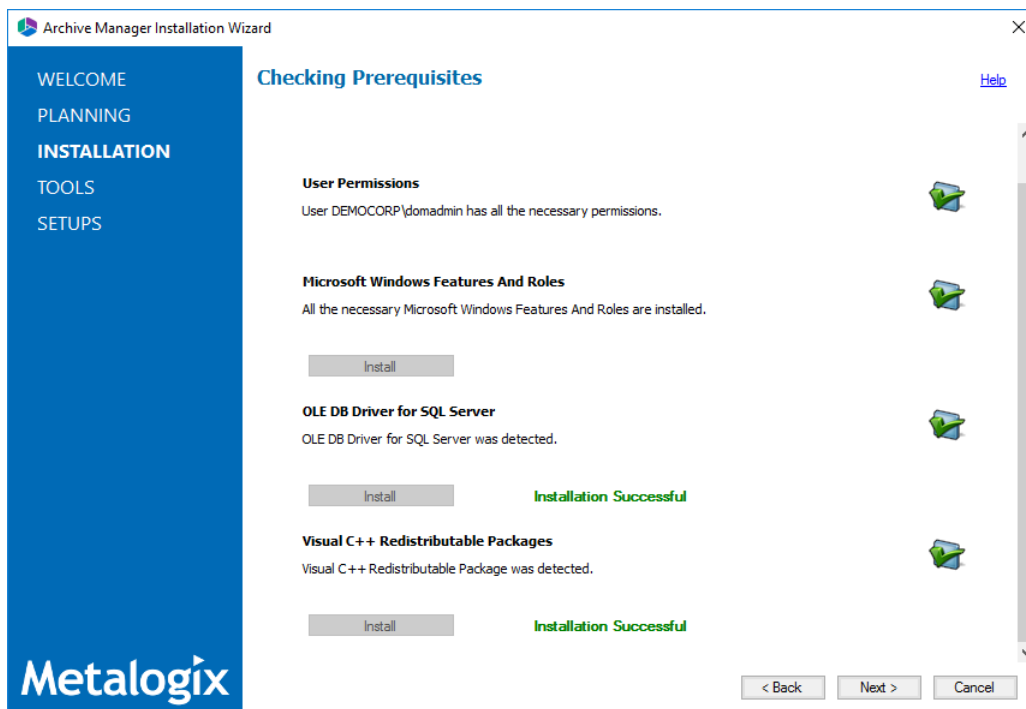 Archive Manager Installation Wizard
WELCOME
PLANNING
INSTALLATION
TOOLS
SETUPS
Checking Prerequisites
Help
User Permissions
User DEMOCORP\domadmin has all the necessary permissions.
Microsoft Windows Features And Roles
All the necessary Microsoft Windows Features And Roles are installed.
Install
OLE DB Driver for SQL Server
OLE DB Driver for SQL Server was detected.
Install
Installation Successful
Visual C++ Redistributable Packages
Visual C++ Redistributable Package was detected.
Install
Installation Successful
Metalogix
< Back
Next >
Cancel